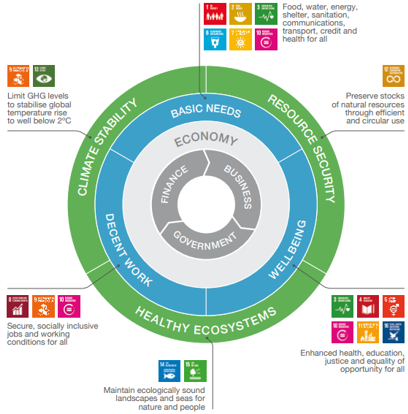 Food, water, energy,
shelter, sanitation,
communications,
transport, credit and
health for all
Limit GHG levels
to stabilise global
temperature rise
to well below 2ºC
Preserve stocks
of natural resources
through efficient
and circular use
CLIMATE STABILITY
RESOURCE SECURITY
HEALTHY ECOSYSTEMS
BASIC NEEDS
DECENT WORK
WELLBEING
ECONOMY
FINANCE
BUSINESS
GOVERNMENT
Secure, socially inclusive
jobs and working
conditions for all
Enhanced health, education,
justice and equality of
opportunity for all
Maintain ecologically sound
landscapes and seas for
nature and people